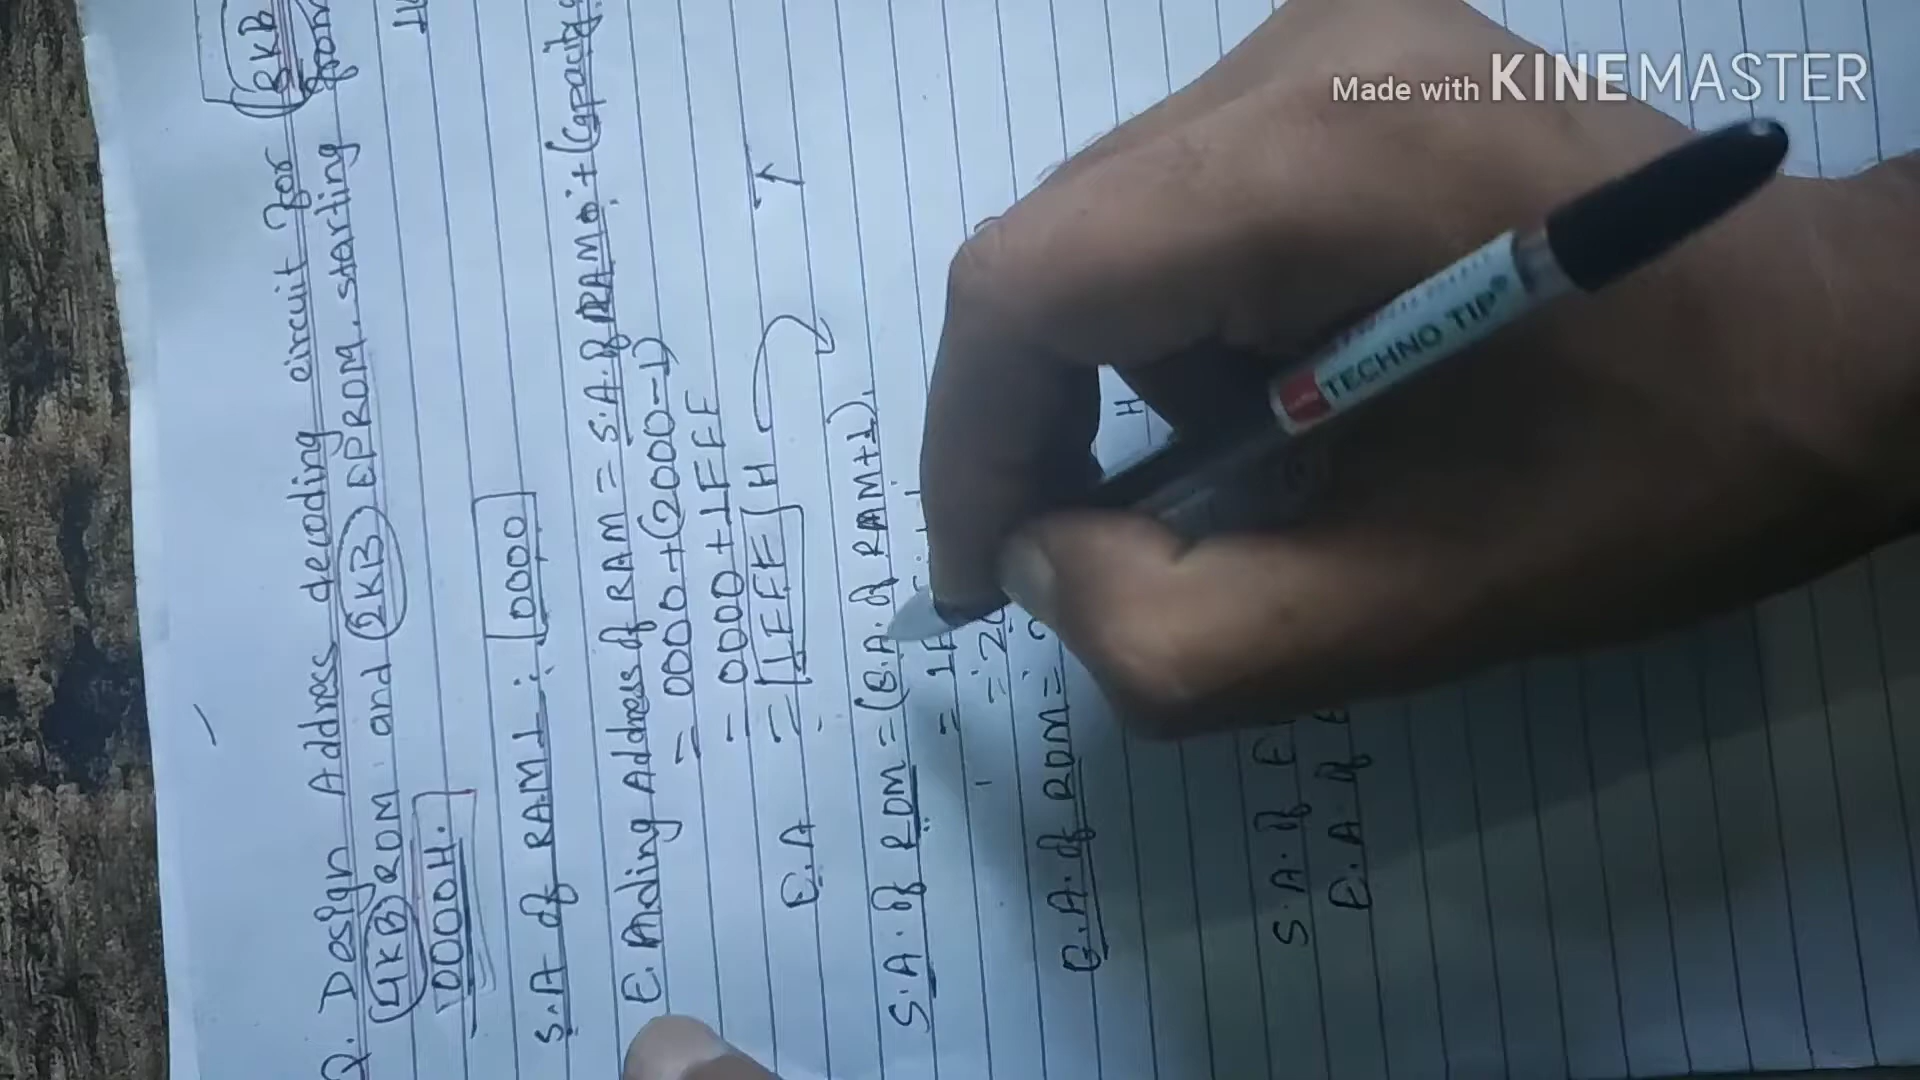 Made with KINEMASTER
TECHNO TIP
Q. Design Address decoding circuit for (8KB
(4KB) ROM and (2KB) EPROM. starting from
0000H.
S.A of RAM1 : 0000
E Anding Address of RAM = S.A. of RAM + (Capacity
= 0000 + (2000-1)
= 0000 + 1FFF
E.A = 1FFF H
S.A. of ROM = (E.A. of RAM+1).
E.A. of ROM =
S.A. of E
E.A. of E
H